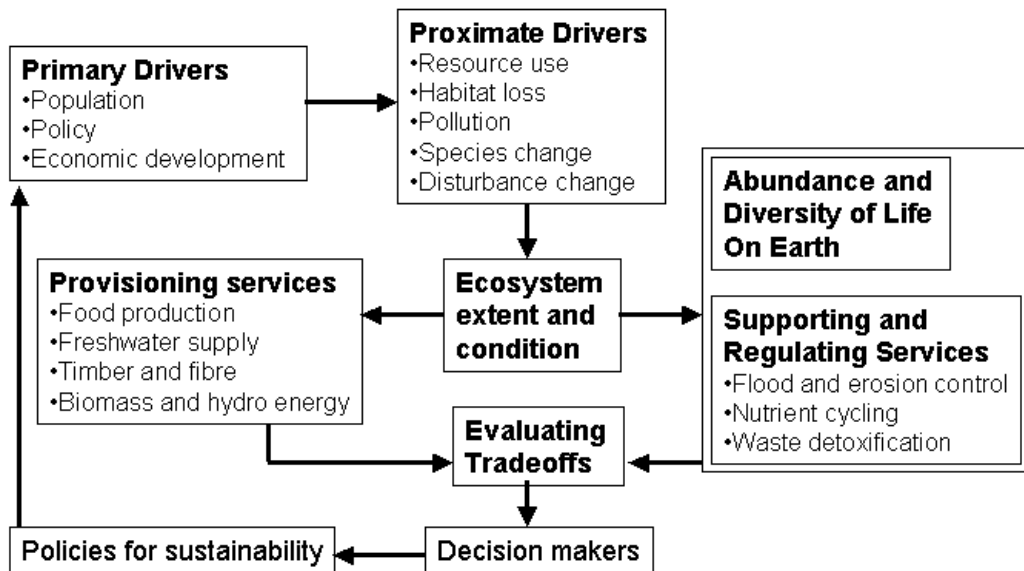 Primary Drivers
•Population
•Policy
•Economic development
Proximate Drivers
•Resource use
•Habitat loss
•Pollution
•Species change
•Disturbance change
Abundance and
Diversity of Life
On Earth
Provisioning services
•Food production
•Freshwater supply
•Timber and fibre
•Biomass and hydro energy
Ecosystem
extent and
condition
Supporting and
Regulating Services
•Flood and erosion control
•Nutrient cycling
•Waste detoxification
Evaluating
Tradeoffs
Policies for sustainability
Decision makers